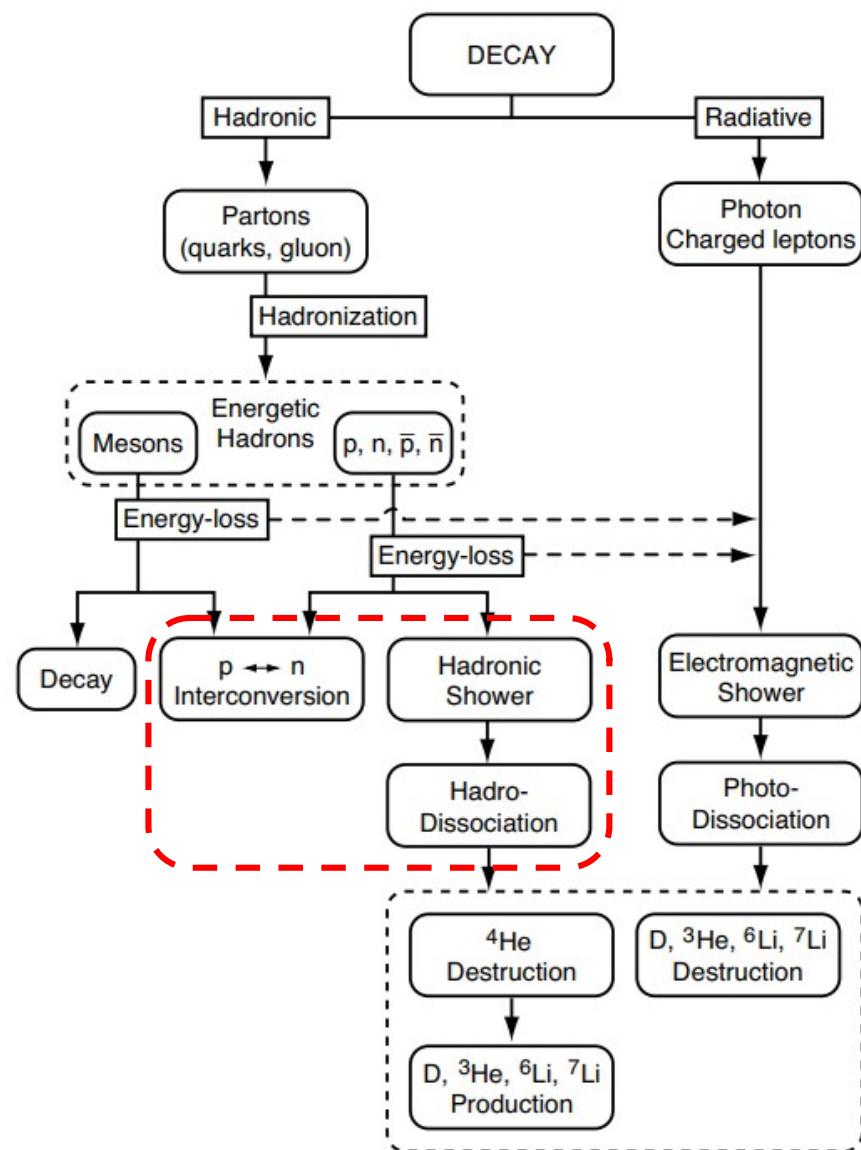 DECAY
Hadronic
Radiative
Partons
(quarks, gluon)
Photon
Charged leptons
Hadronization
Energetic
Hadrons
Mesons
p, n, p̅, n̅
Energy-loss
Energy-loss
Decay
p ↔ n
Interconversion
Hadronic
Shower
Electromagnetic
Shower
Hadro-
Dissociation
Photo-
Dissociation
⁴He
Destruction
D, ³He, ⁶Li, ⁷Li
Destruction
D, ³He, ⁶Li, ⁷Li
Production